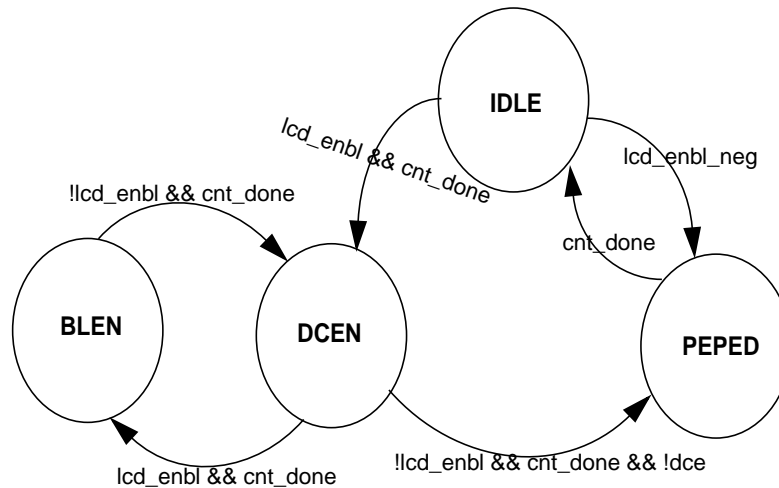 IDLE
lcd_enbl && cnt_done
lcd_enbl_neg
!lcd_enbl && cnt_done
cnt_done
BLEN
DCEN
PEPED
!lcd_enbl && cnt_done && !dce
lcd_enbl && cnt_done